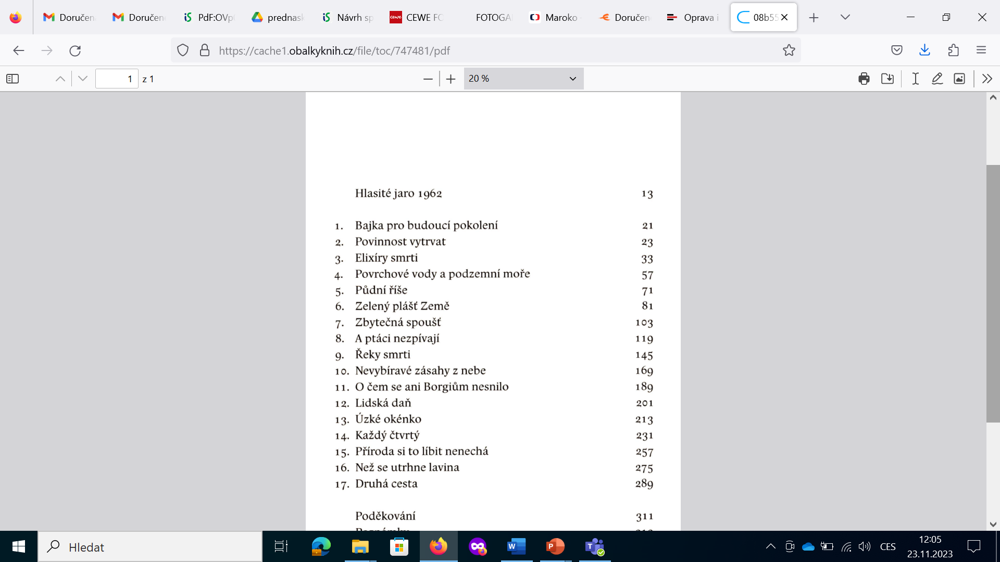 Doručen
Doručen
PdF:OVp
prednask
Návrh sp
cewe CEWE FO
FOTOGA
Maroko
Doručen
Oprava i
08b55
https://cache1.obalkyknih.cz/file/toc/747481/pdf
1 z 1
20 %
Hlasité jaro 1962 13
1. Bajka pro budoucí pokolení 21
2. Povinnost vytrvat 23
3. Elixíry smrti 33
4. Povrchové vody a podzemní moře 57
5. Půdní říše 71
6. Zelený plášť Země 81
7. Zbytečná spoušť 103
8. A ptáci nezpívají 119
9. Řeky smrti 145
10. Nevybíravé zásahy z nebe 169
11. O čem se ani Borgiům nesnilo 189
12. Lidská daň 201
13. Úzké okénko 213
14. Každý čtvrtý 231
15. Příroda si to líbit nenechá 257
16. Než se utrhne lavina 275
17. Druhá cesta 289
Poděkování 311
Hledat
CES
12:05
23.11.2023